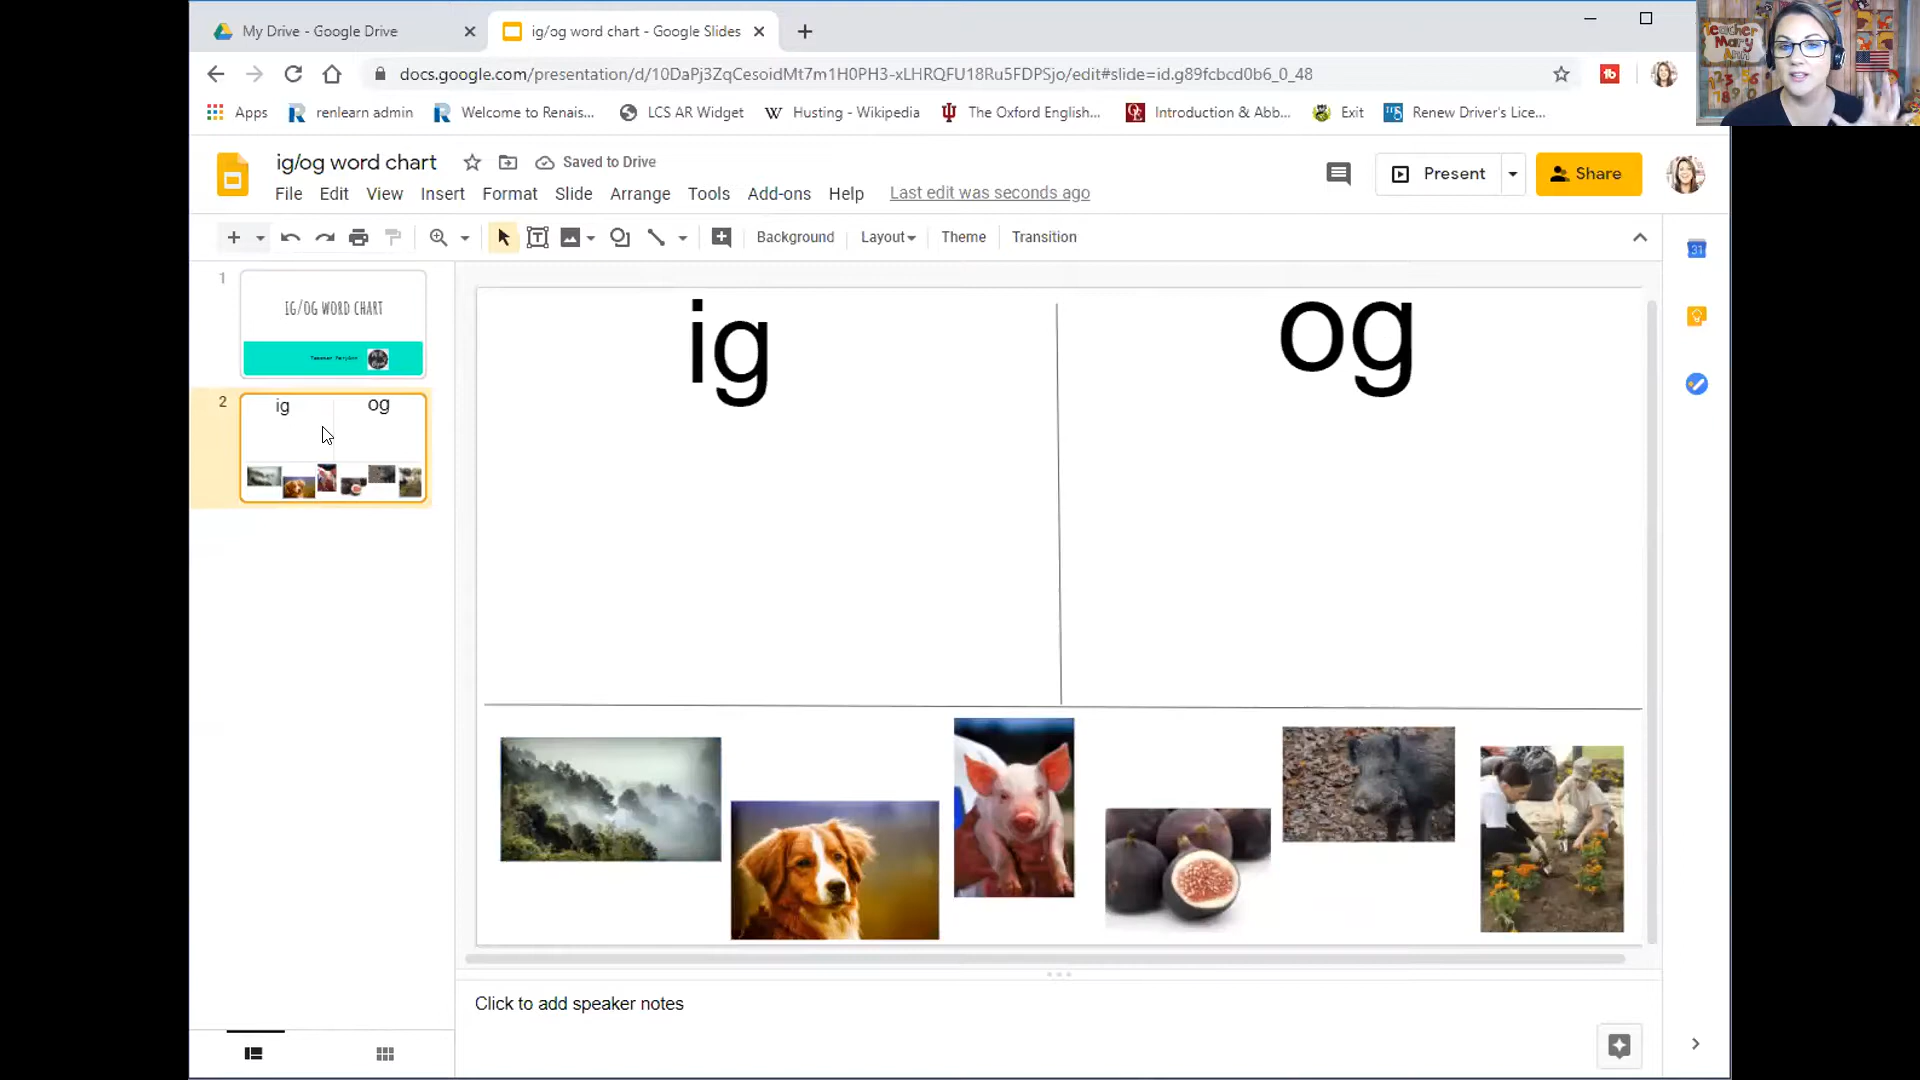 My Drive - Google Drive
ig/og word chart - Google Slides
docs.google.com/presentation/d/10DaPj3ZqCesoidMt7m1H0PH3-xLHRQFU18Ru5FDPSjo/edit#slide=id.g89fcbcd0b6_0_48
Apps renlearn admin Welcome to Renais... LCS AR Widget Husting - Wikipedia The Oxford English... Introduction & Abb... Exit Renew Driver's Lice...
Teacher
Mary
Ann
ig/og word chart Saved to Drive
File Edit View Insert Format Slide Arrange Tools Add-ons Help Last edit was seconds ago
Present Share
Background Layout Theme Transition
31
1
IG/OG WORD CHART
2
ig og
ig og
Click to add speaker notes